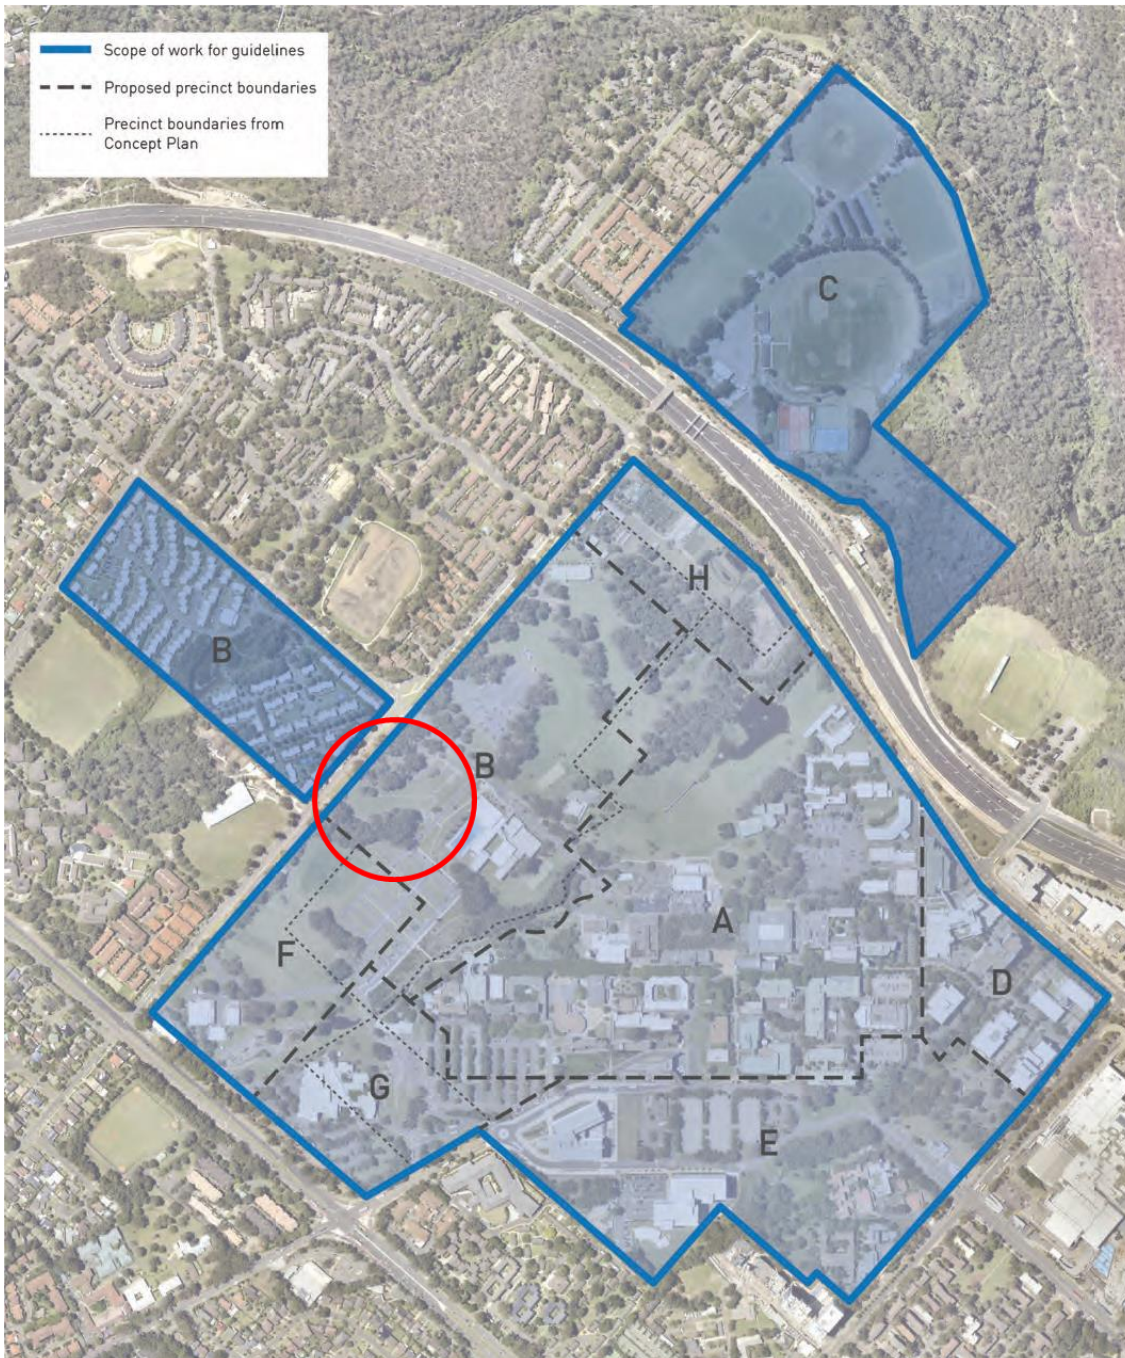 Scope of work for guidelines
Proposed precinct boundaries
Precinct boundaries from
Concept Plan
C
H
B
B
A
F
D
G
E